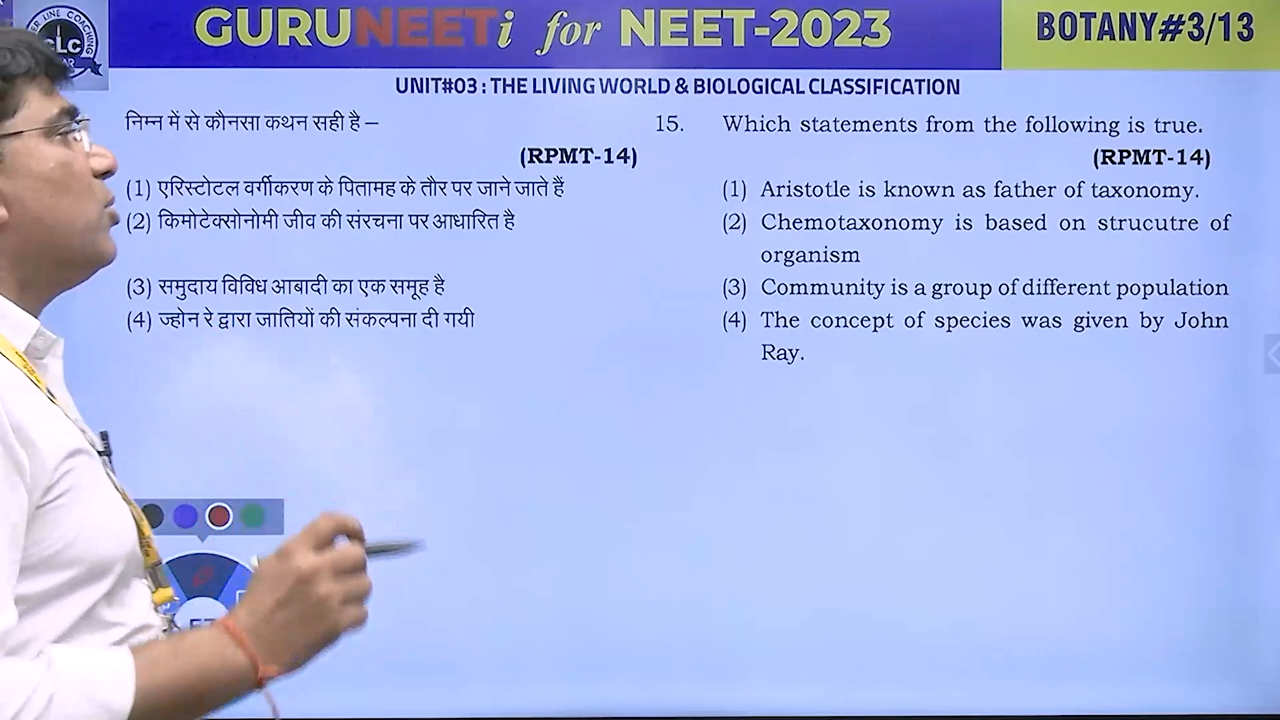 GURUNEETi for NEET-2023
BOTANY#3/13
UNIT#03 : THE LIVING WORLD & BIOLOGICAL CLASSIFICATION
निम्न में से कौनसा कथन सही है –
(RPMT-14)
(1) एरिस्टोटल वर्गीकरण के पितामह के तौर पर जाने जाते हैं
(2) किमोटेक्सोनोमी जीव की संरचना पर आधारित है
(3) समुदाय विविध आबादी का एक समूह है
(4) ज्होन रे द्वारा जातियों की संकल्पना दी गयी
15. Which statements from the following is true.
(RPMT-14)
(1) Aristotle is known as father of taxonomy.
(2) Chemotaxonomy is based on strucutre of
organism
(3) Community is a group of different population
(4) The concept of species was given by John
Ray.